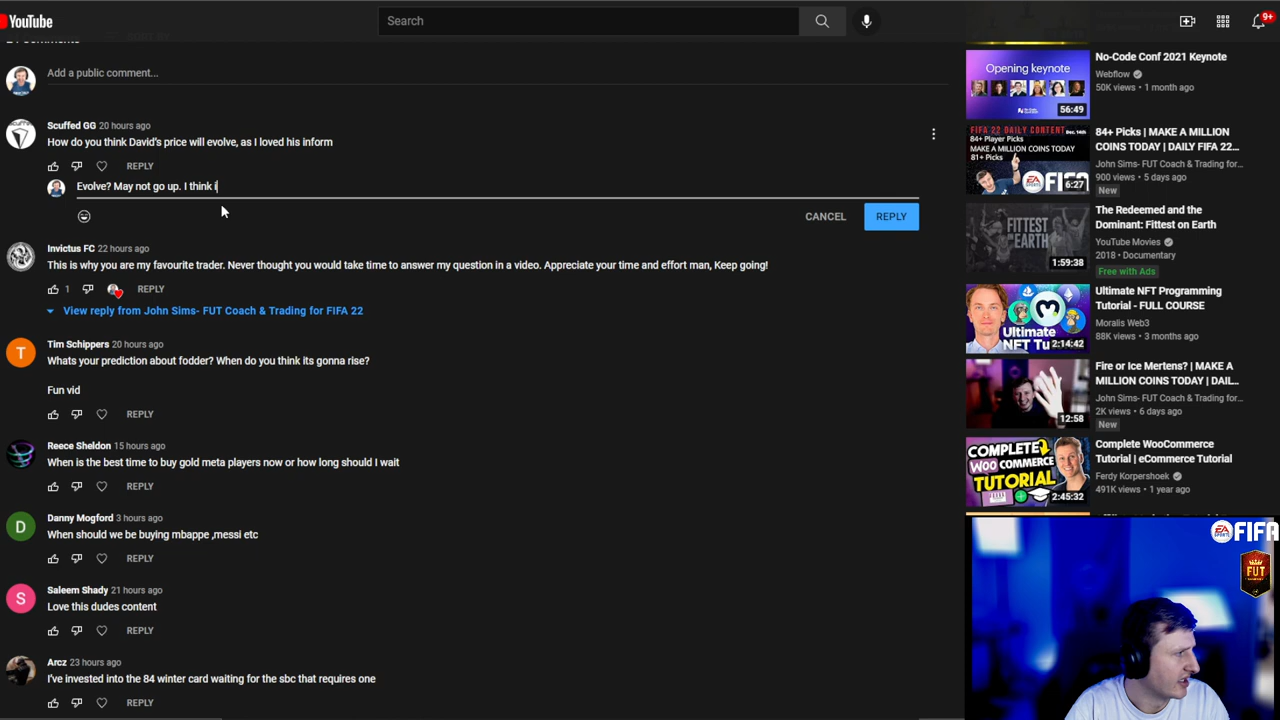 YouTube
Search
9+
Add a public comment...
Scuffed GG 20 hours ago
How do you think David's price will evolve, as I loved his inform
REPLY
Evolve? May not go up. I think i
CANCEL
REPLY
Invictus FC 22 hours ago
This is why you are my favourite trader. Never thought you would take time to answer my question in a video. Appreciate your time and effort man, Keep going!
1
REPLY
View reply from John Sims- FUT Coach & Trading for FIFA 22
T
Tim Schippers 20 hours ago
Whats your prediction about fodder? When do you think its gonna rise?
Fun vid
REPLY
Reece Sheldon 15 hours ago
When is the best time to buy gold meta players now or how long should I wait
REPLY
D
Danny Mogford 3 hours ago
When should we be buying mbappe ,messi etc
REPLY
S
Saleem Shady 21 hours ago
Love this dudes content
REPLY
Arcz 23 hours ago
I've invested into the 84 winter card waiting for the sbc that requires one
REPLY
Opening keynote
56:49
No-Code Conf 2021 Keynote
Webflow
50K views • 1 month ago
FIFA 22 DAILY CONTENT Dec. 14th
84+ Player Picks
MAKE A MILLION COINS TODAY
81+ Picks
EA SPORTS FIFA
6:27
84+ Picks | MAKE A MILLION
COINS TODAY | DAILY FIFA 22...
John Sims- FUT Coach & Trading for...
900 views • 5 days ago
New
FITTEST
ON EARTH
1:59:38
The Redeemed and the
Dominant: Fittest on Earth
YouTube Movies
2018 • Documentary
Free with Ads
Ultimate
NFT Tu
2:14:42
Ultimate NFT Programming
Tutorial - FULL COURSE
Moralis Web3
88K views • 3 months ago
12:58
Fire or Ice Mertens? | MAKE A
MILLION COINS TODAY | DAIL...
John Sims- FUT Coach & Trading for...
2K views • 6 days ago
New
COMPLETE
WOO COMMERCE
TUTORIAL
2:45:32
Complete WooCommerce
Tutorial | eCommerce Tutorial
Ferdy Korpershoek
491K views • 1 year ago
EA SPORTS FIFA
FUT